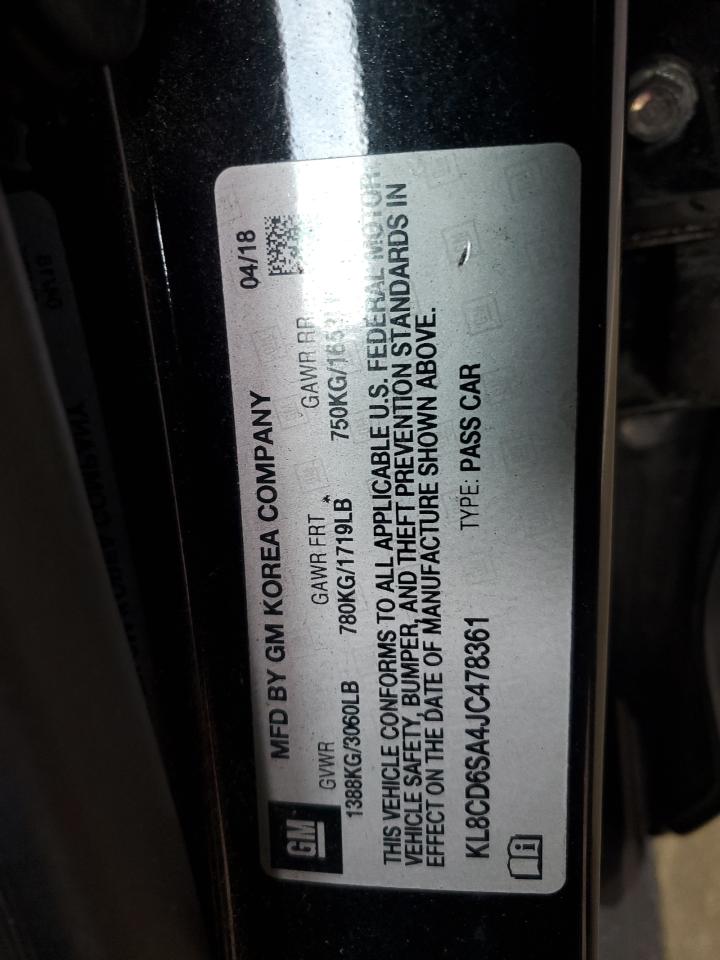 GM
MFD BY GM KOREA COMPANY 04/18
GVWR GAWR FRT GAWR RR
1388KG/3060LB 780KG/1719LB 750KG/1653
THIS VEHICLE CONFORMS TO ALL APPLICABLE U.S. FEDERAL MOTOR
VEHICLE SAFETY, BUMPER, AND THEFT PREVENTION STANDARDS IN
EFFECT ON THE DATE OF MANUFACTURE SHOWN ABOVE.
KL8CD6SA4JC478361 TYPE: PASS CAR